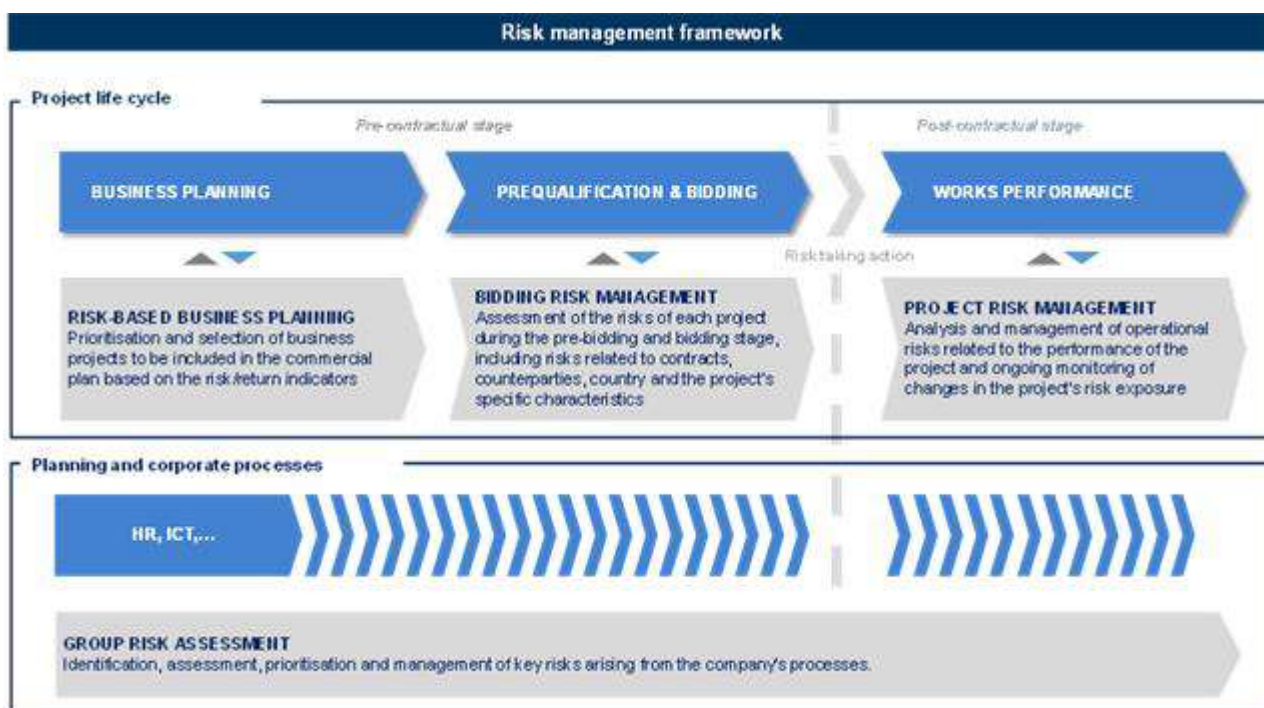 Risk management framework
Project life cycle
Pre-contractual stage
Post-contractual stage
BUSINESS PLANNING
PREQUALIFICATION & BIDDING
WORKS PERFORMANCE
Risk taking action
RISK-BASED BUSINESS PLANNING
Prioritisation and selection of business
projects to be included in the commercial
plan based on the risk/return indicators
BIDDING RISK MANAGEMENT
Assessment of the risks of each project
during the pre-bidding and bidding stage,
including risks related to contracts,
counterparties, country and the project's
specific characteristics
PROJECT RISK MANAGEMENT
Analysis and management of operational
risks related to the performance of the
project and ongoing monitoring of
changes in the project's risk exposure
Planning and corporate processes
HR, ICT,...
GROUP RISK ASSESSMENT
Identification, assessment, prioritisation and management of key risks arising from the company's processes.